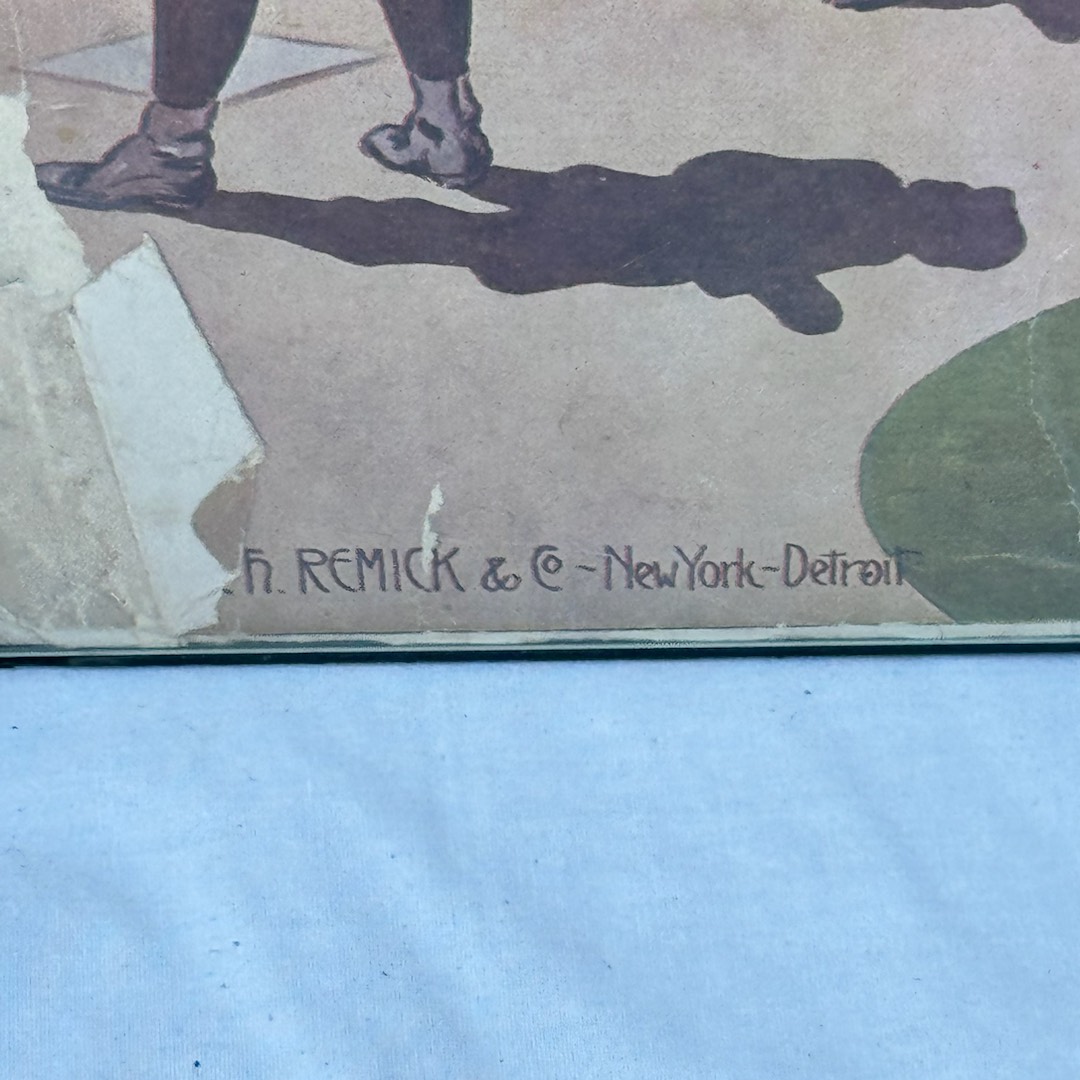 . H. REMICK & Co ~ New York - Detroit